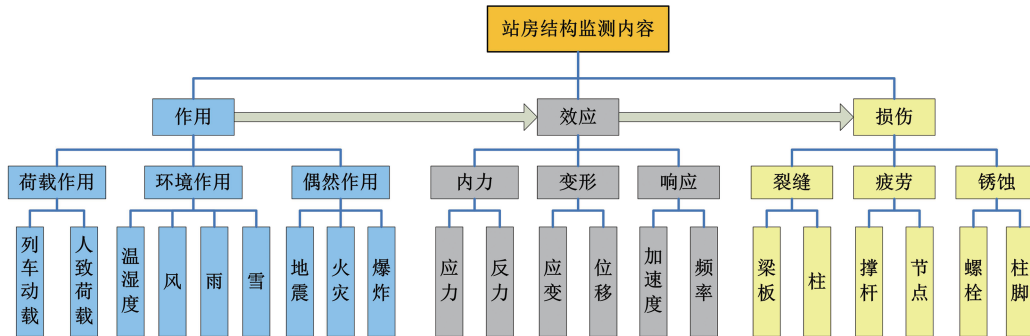 站房结构监测内容
作用
效应
损伤
荷载作用
环境作用
偶然作用
内力
变形
响应
裂缝
疲劳
锈蚀
列车动载
人致荷载
温湿度
风
雨
雪
地震
火灾
爆炸
应力
反力
应变
位移
加速度
频率
梁板
柱
撑杆
节点
螺栓
柱脚